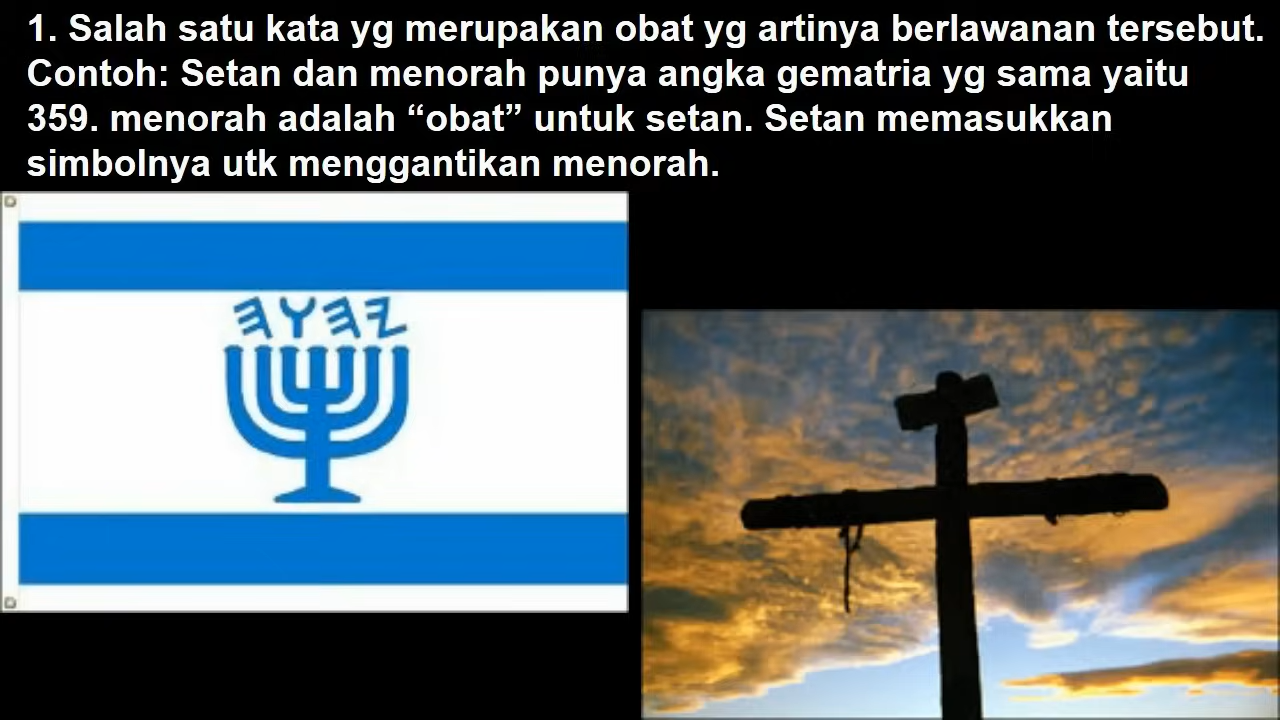 1. Salah satu kata yg merupakan obat yg artinya berlawanan tersebut.
Contoh: Setan dan menorah punya angka gematria yg sama yaitu
359. menorah adalah “obat” untuk setan. Setan memasukkan
simbolnya utk menggantikan menorah.
𐤉𐤄𐤅𐤄